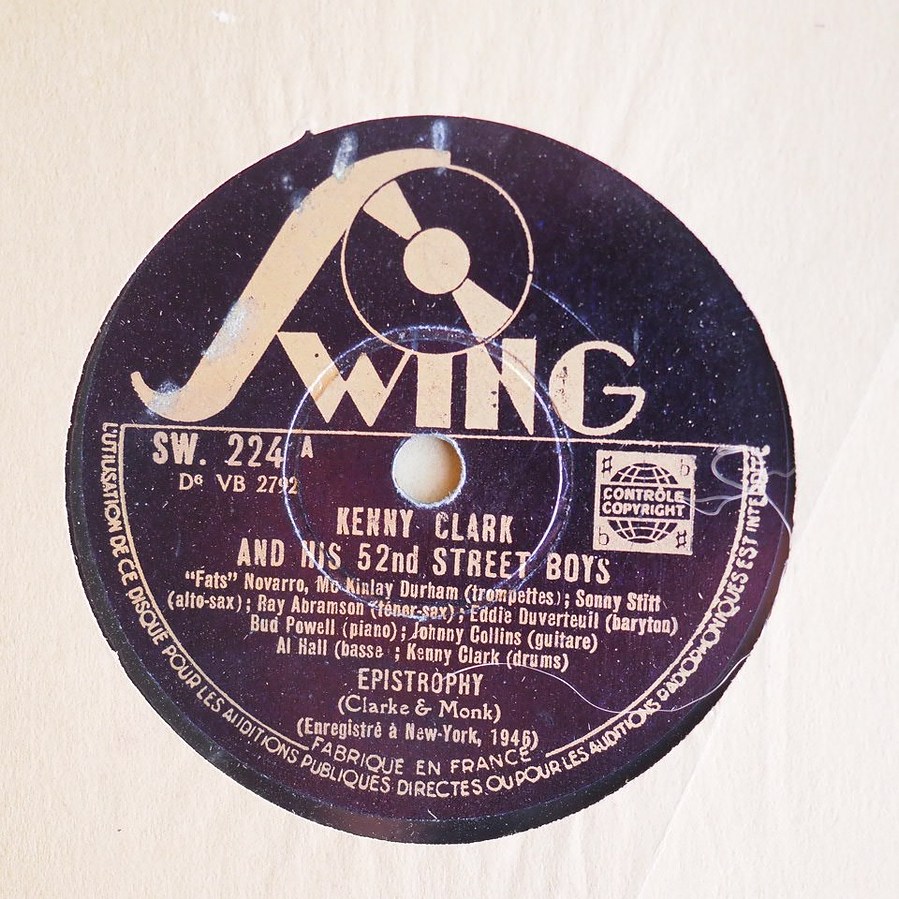 SWING
SW. 224 A
D⁶ VB 2792
CONTRÔLE
COPYRIGHT
KENNY CLARK
AND HIS 52nd STREET BOYS
"Fats" Novarro, Mc Kinlay Durham (trompettes) ; Sonny Stitt
(alto-sax) ; Ray Abramson (ténor-sax) ; Eddie Duverteuil (baryton)
Bud Powell (piano) ; Johnny Collins (guitare)
Al Hall (basse ; Kenny Clark (drums)
EPISTROPHY
(Clarke & Monk)
(Enregistré à New-York, 1946)
FABRIQUÉ EN FRANCE
L'UTILISATION DE CE DISQUE POUR LES AUDITIONS PUBLIQUES DIRECTES OU POUR LES AUDITIONS RADIOPHONIQUES EST INTERDITE